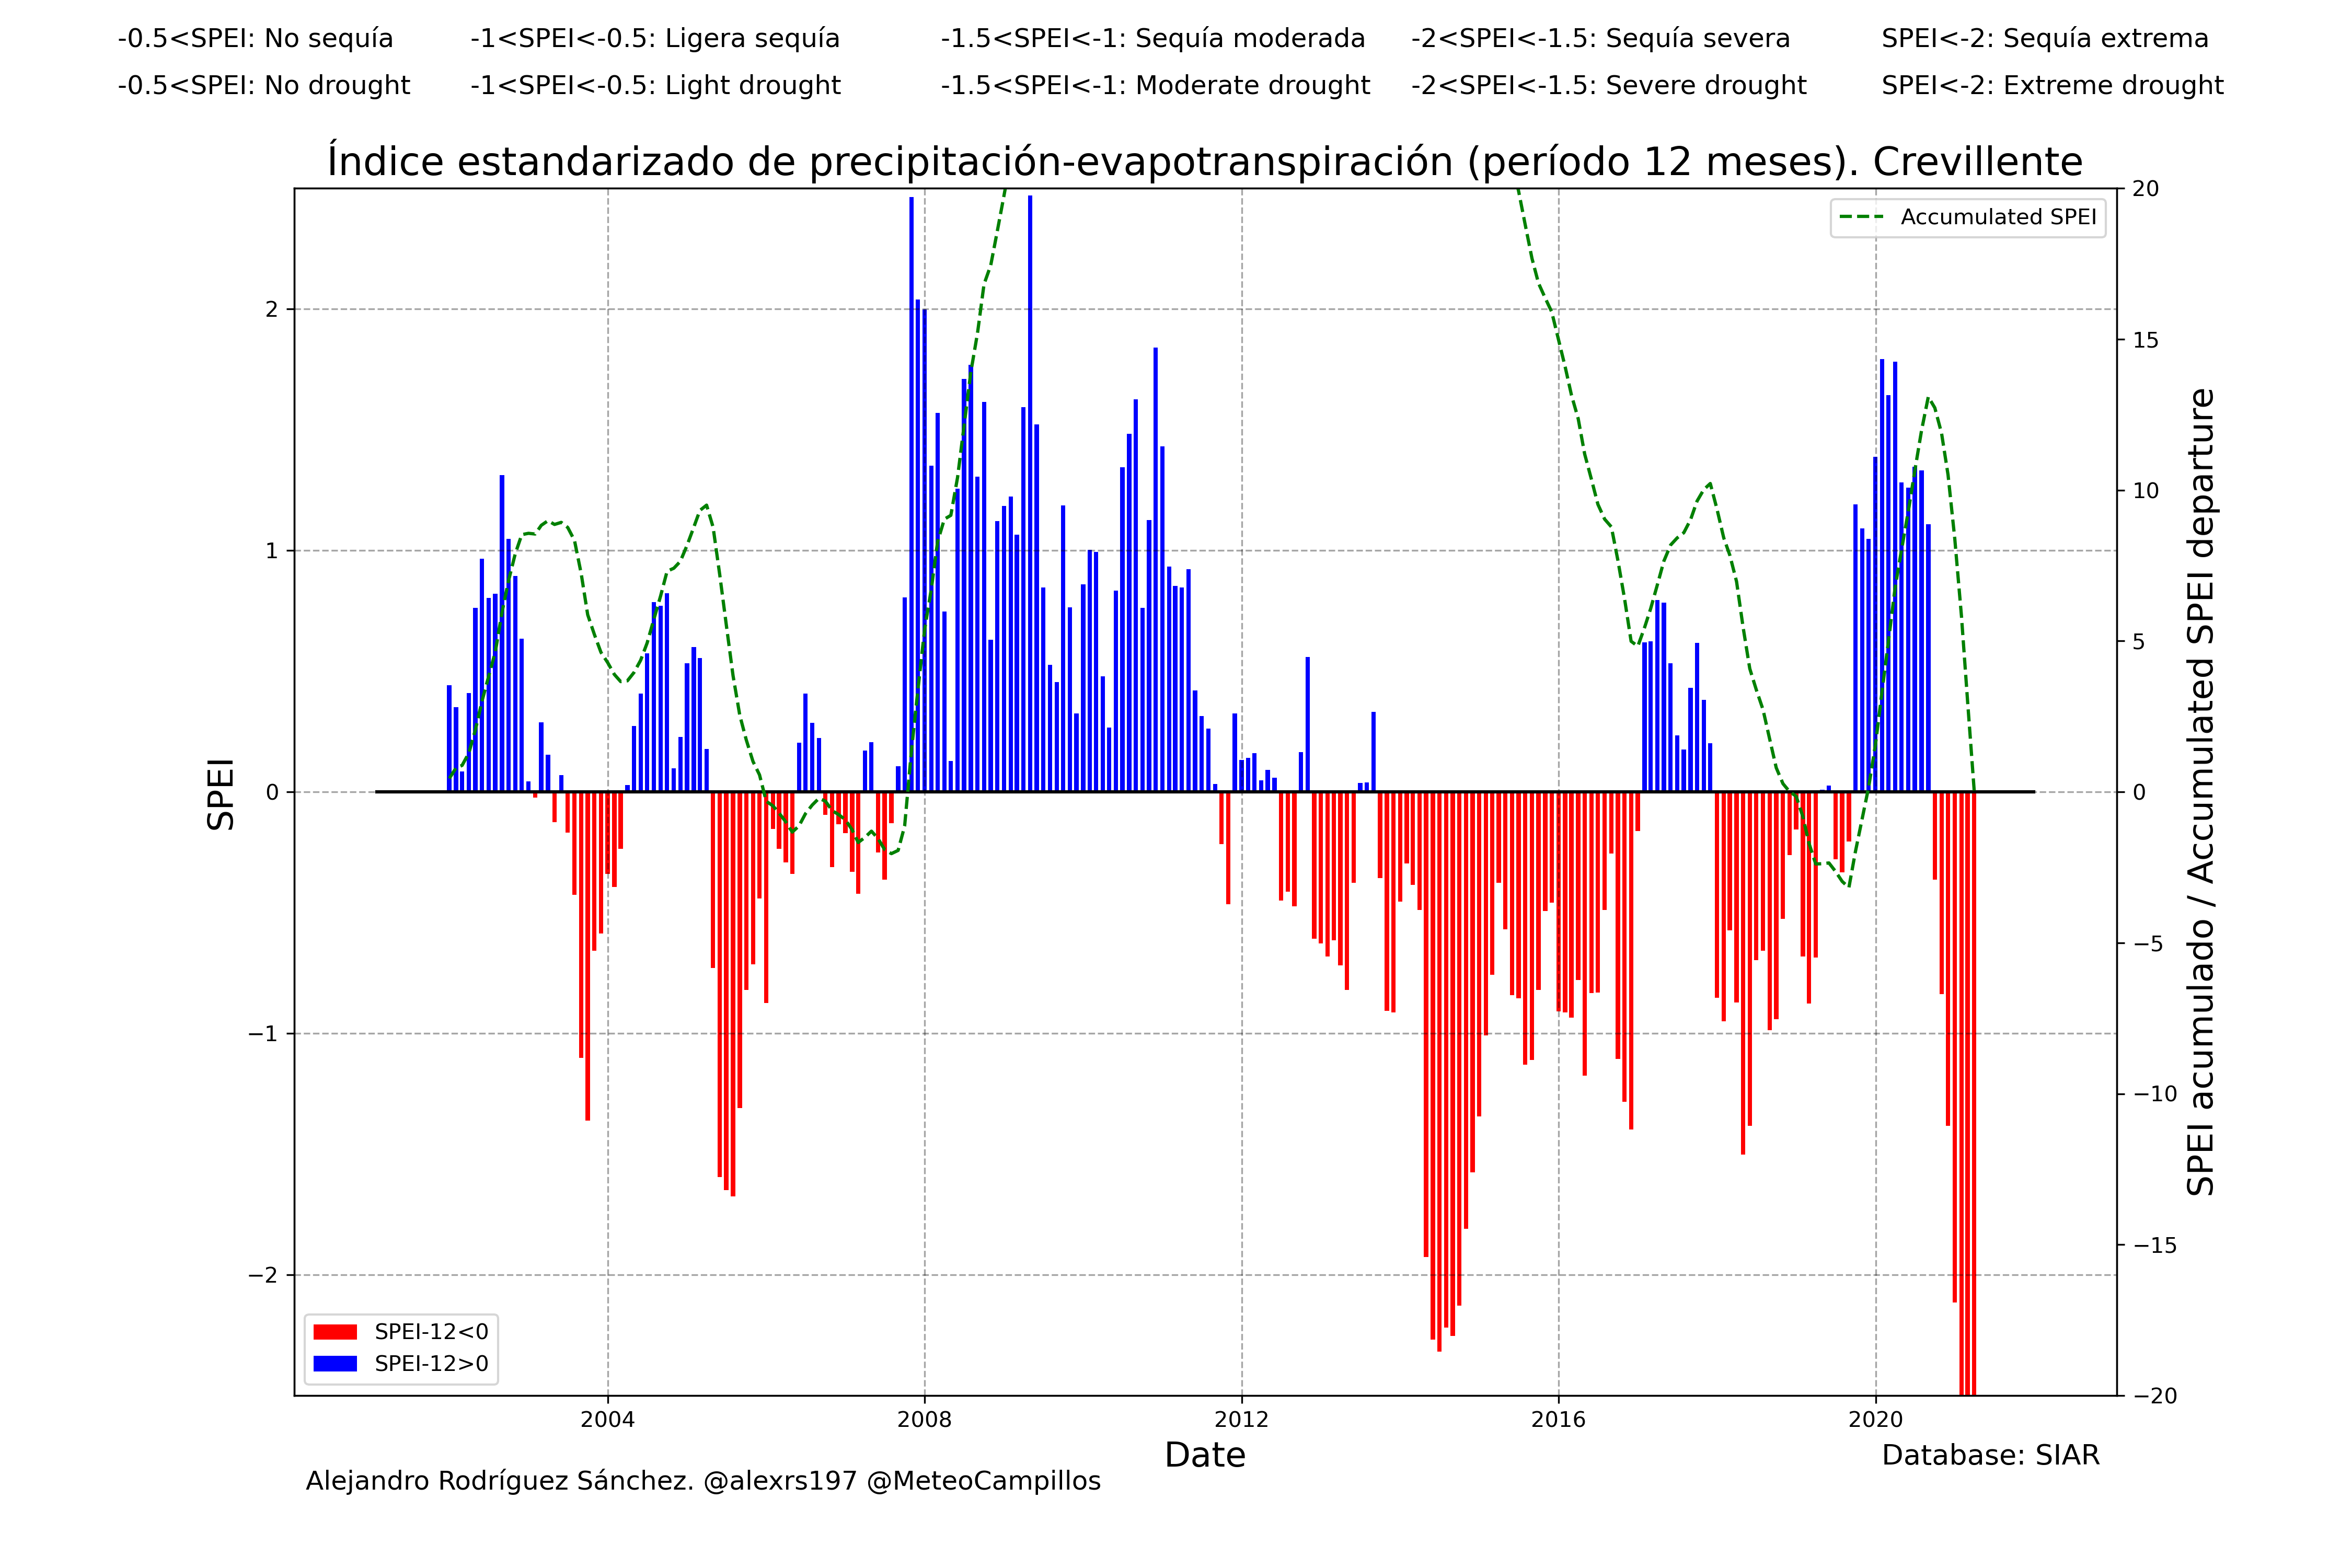 -0.5<SPEI: No sequía -1<SPEI<-0.5: Ligera sequía -1.5<SPEI<-1: Sequía moderada -2<SPEI<-1.5: Sequía severa SPEI<-2: Sequía extrema
-0.5<SPEI: No drought -1<SPEI<-0.5: Light drought -1.5<SPEI<-1: Moderate drought -2<SPEI<-1.5: Severe drought SPEI<-2: Extreme drought
Índice estandarizado de precipitación-evapotranspiración (período 12 meses). Crevillente
Accumulated SPEI
SPEI
2
1
0
−1
−2
20
15
10
5
0
−5
−10
−15
−20
SPEI acumulado / Accumulated SPEI departure
SPEI-12<0
SPEI-12>0
2004 2008 2012 2016 2020
Date
Database: SIAR
Alejandro Rodríguez Sánchez. @alexrs197 @MeteoCampillos